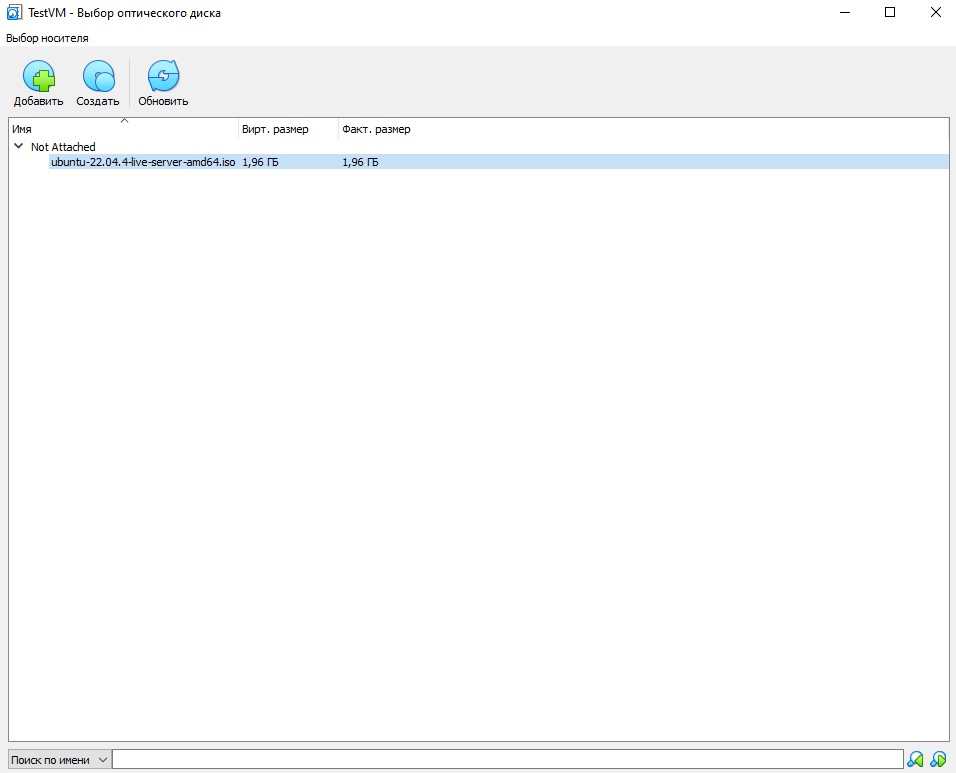 TestVM - Выбор оптического диска
Выбор носителя
Добавить Создать Обновить
Имя Вирт. размер Факт. размер
Not Attached
ubuntu-22.04.4-live-server-amd64.iso 1,96 ГБ 1,96 ГБ
Поиск по имени